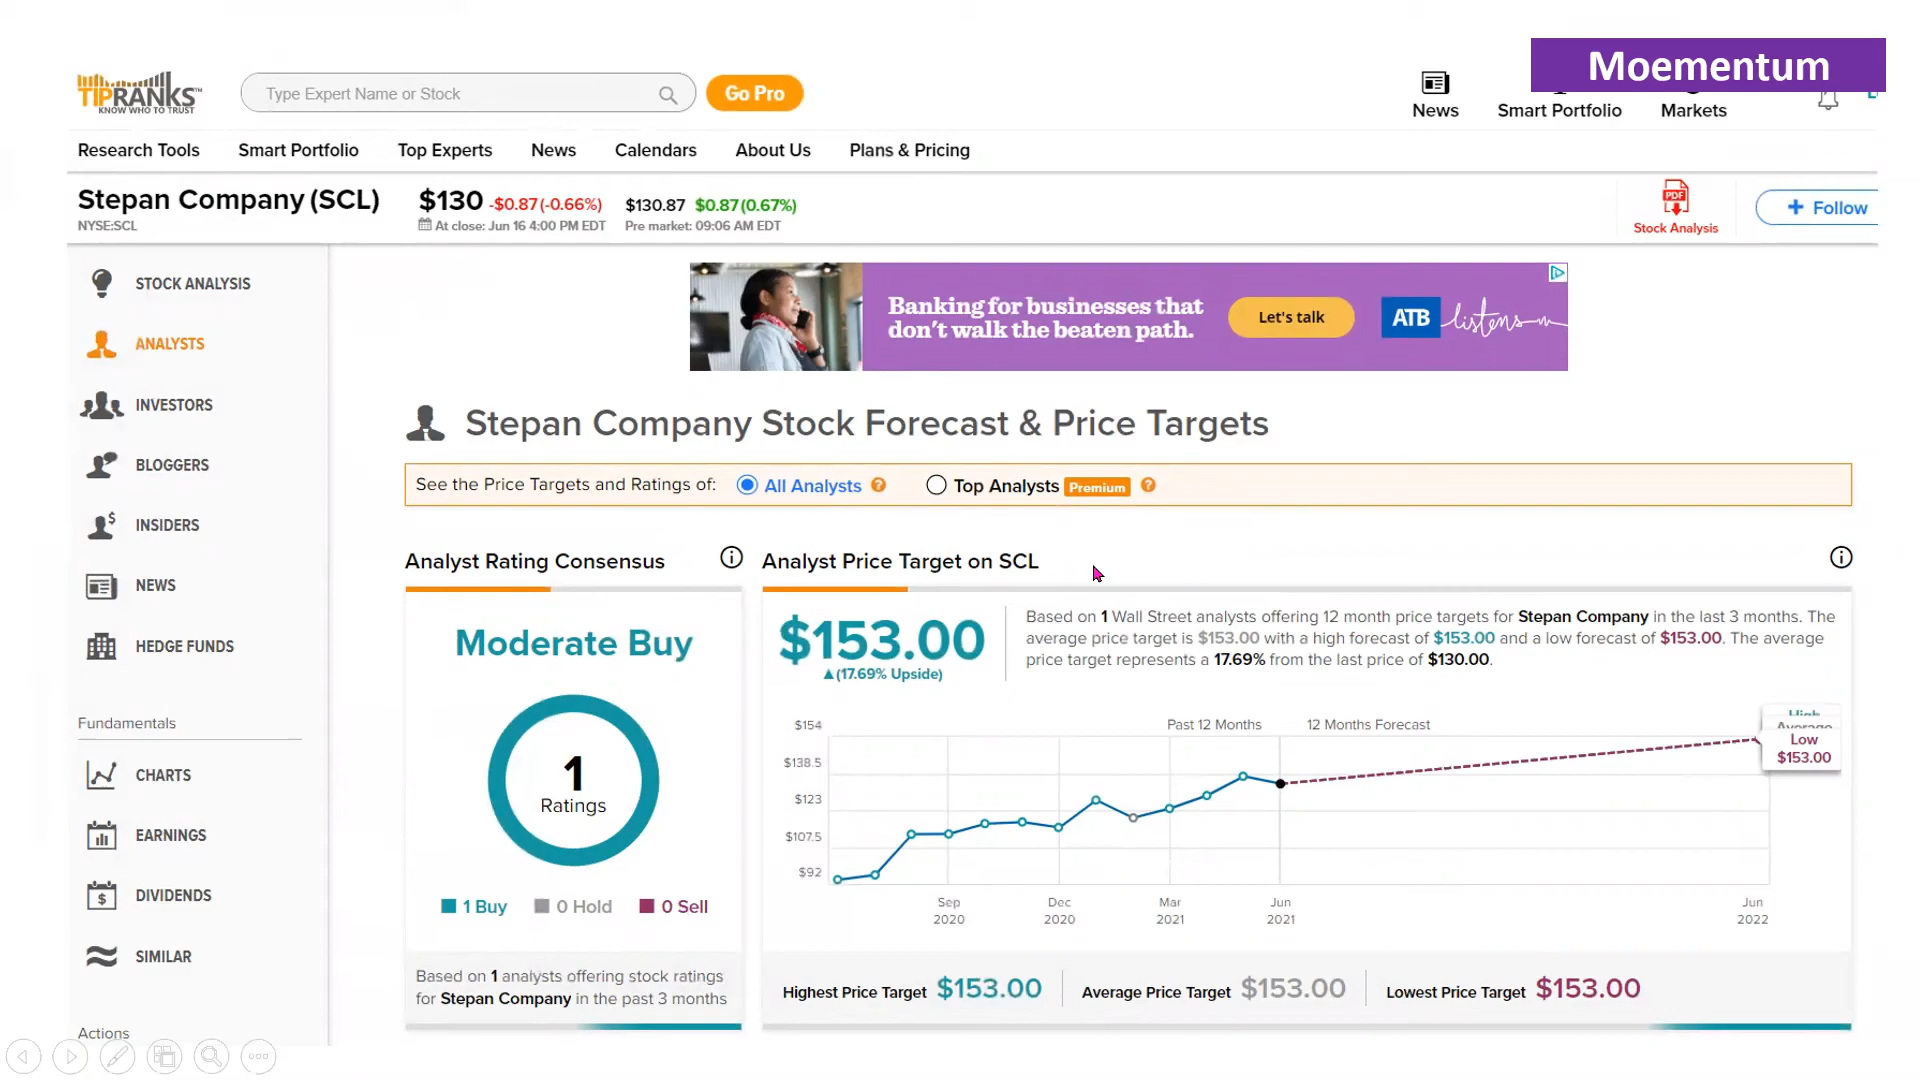 Moementum
TIPRANKS
KNOW WHO TO TRUST
Type Expert Name or Stock
Go Pro
News
Smart Portfolio
Markets
Research Tools
Smart Portfolio
Top Experts
News
Calendars
About Us
Plans & Pricing
Stepan Company (SCL)
NYSE:SCL
$130 -$0.87 (-0.66%)
At close: Jun 16 4:00 PM EDT
$130.87 $0.87 (0.67%)
Pre market: 09:06 AM EDT
PDF
Stock Analysis
+ Follow
STOCK ANALYSIS
ANALYSTS
INVESTORS
BLOGGERS
INSIDERS
NEWS
HEDGE FUNDS
Fundamentals
CHARTS
EARNINGS
DIVIDENDS
SIMILAR
Actions
Banking for businesses that
don't walk the beaten path.
Let's talk
ATB listens
Stepan Company Stock Forecast & Price Targets
See the Price Targets and Ratings of:
All Analysts
Top Analysts Premium
Analyst Rating Consensus
Moderate Buy
1
Ratings
1 Buy
0 Hold
0 Sell
Based on 1 analysts offering stock ratings
for Stepan Company in the past 3 months
Analyst Price Target on SCL
$153.00
▲(17.69% Upside)
Based on 1 Wall Street analysts offering 12 month price targets for Stepan Company in the last 3 months. The
average price target is $153.00 with a high forecast of $153.00 and a low forecast of $153.00. The average
price target represents a 17.69% from the last price of $130.00.
Past 12 Months
12 Months Forecast
$154
$138.5
$123
$107.5
$92
High
Average
Low
$153.00
Sep
2020
Dec
2020
Mar
2021
Jun
2021
Jun
2022
Highest Price Target $153.00
Average Price Target $153.00
Lowest Price Target $153.00